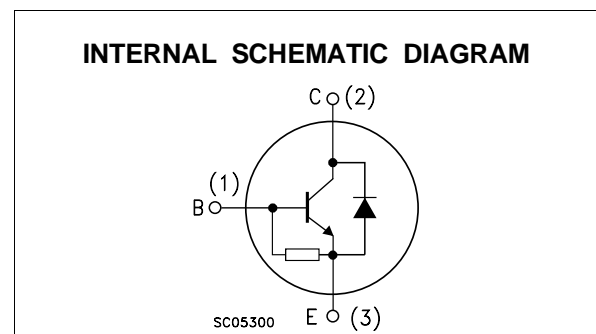 INTERNAL SCHEMATIC DIAGRAM
C (2)
(1)
B
SC05300 E (3)